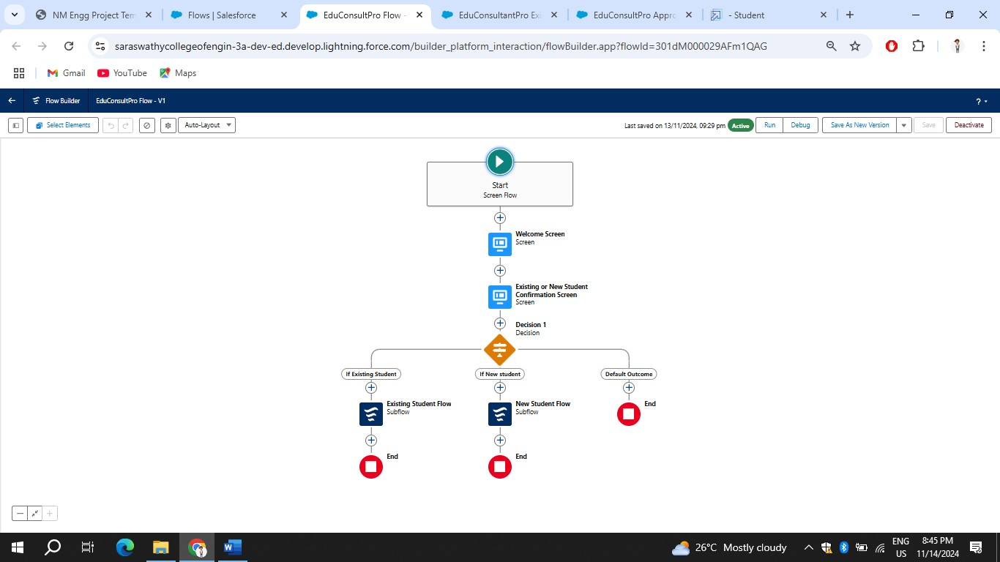 NM Engg Project Tem
Flows | Salesforce
EduConsultPro Flow -
EduConsultantPro Exi
EduConsultPro Appro
- Student
saraswathycollegeofengin-3a-dev-ed.develop.lightning.force.com/builder_platform_interaction/flowBuilder.app?flowId=301dM000029AFm1QAG
Gmail
YouTube
Maps
Flow Builder
EduConsultPro Flow - V1
?
Select Elements
Auto-Layout
Last saved on 13/11/2024, 09:29 pm
Active
Run
Debug
Save As New Version
Save
Deactivate
Start
Screen Flow
Welcome Screen
Screen
Existing or New Student
Confirmation Screen
Screen
Decision 1
Decision
If Existing Student
If New student
Default Outcome
Existing Student Flow
Subflow
New Student Flow
Subflow
End
End
End
26°C Mostly cloudy
ENG
US
8:45 PM
11/14/2024